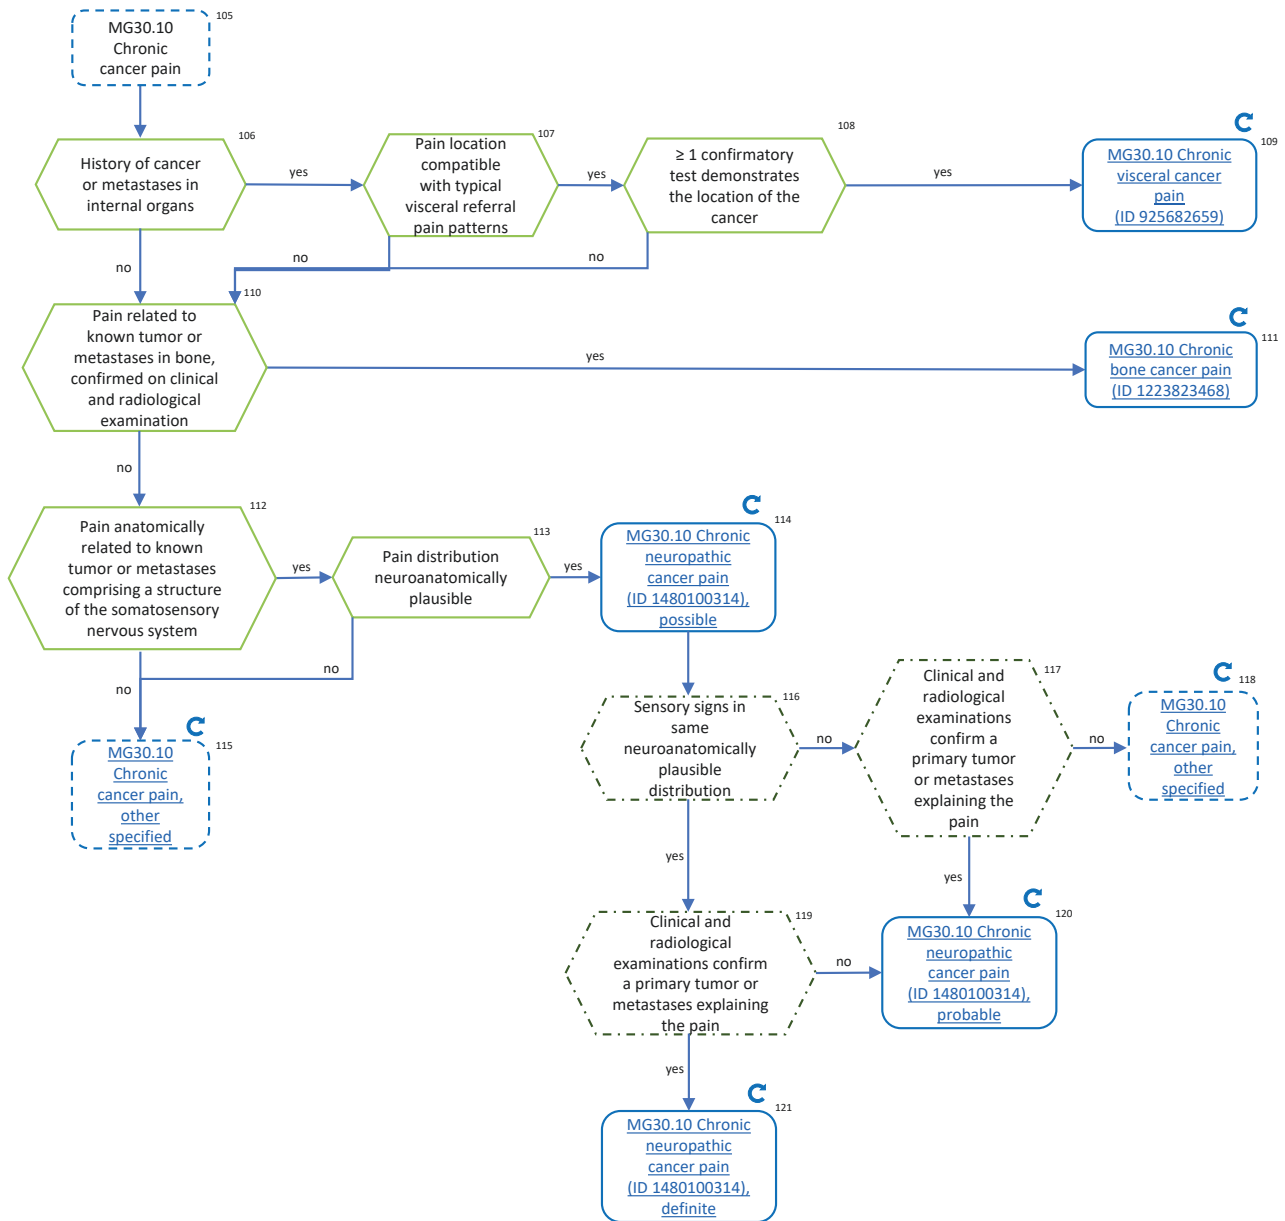 105
MG30.10
Chronic
cancer pain
106
History of cancer
or metastases in
internal organs
yes
107
Pain location
compatible
with typical
visceral referral
pain patterns
yes
108
≥ 1 confirmatory
test demonstrates
the location of the
cancer
yes
109
MG30.10 Chronic
visceral cancer
pain
(ID 925682659)
no
no
no
110
Pain related to
known tumor or
metastases in bone,
confirmed on clinical
and radiological
examination
yes
111
MG30.10 Chronic
bone cancer pain
(ID 1223823468)
no
112
Pain anatomically
related to known
tumor or metastases
comprising a structure
of the somatosensory
nervous system
yes
113
Pain distribution
neuroanatomically
plausible
yes
114
MG30.10 Chronic
neuropathic
cancer pain
(ID 1480100314),
possible
no
no
115
MG30.10
Chronic
cancer pain,
other
specified
116
Sensory signs in
same
neuroanatomically
plausible
distribution
no
117
Clinical and
radiological
examinations
confirm a
primary tumor
or metastases
explaining the
pain
no
118
MG30.10
Chronic
cancer pain,
other
specified
yes
yes
119
Clinical and
radiological
examinations confirm
a primary tumor or
metastases explaining
the pain
no
120
MG30.10 Chronic
neuropathic
cancer pain
(ID 1480100314),
probable
yes
121
MG30.10 Chronic
neuropathic
cancer pain
(ID 1480100314),
definite